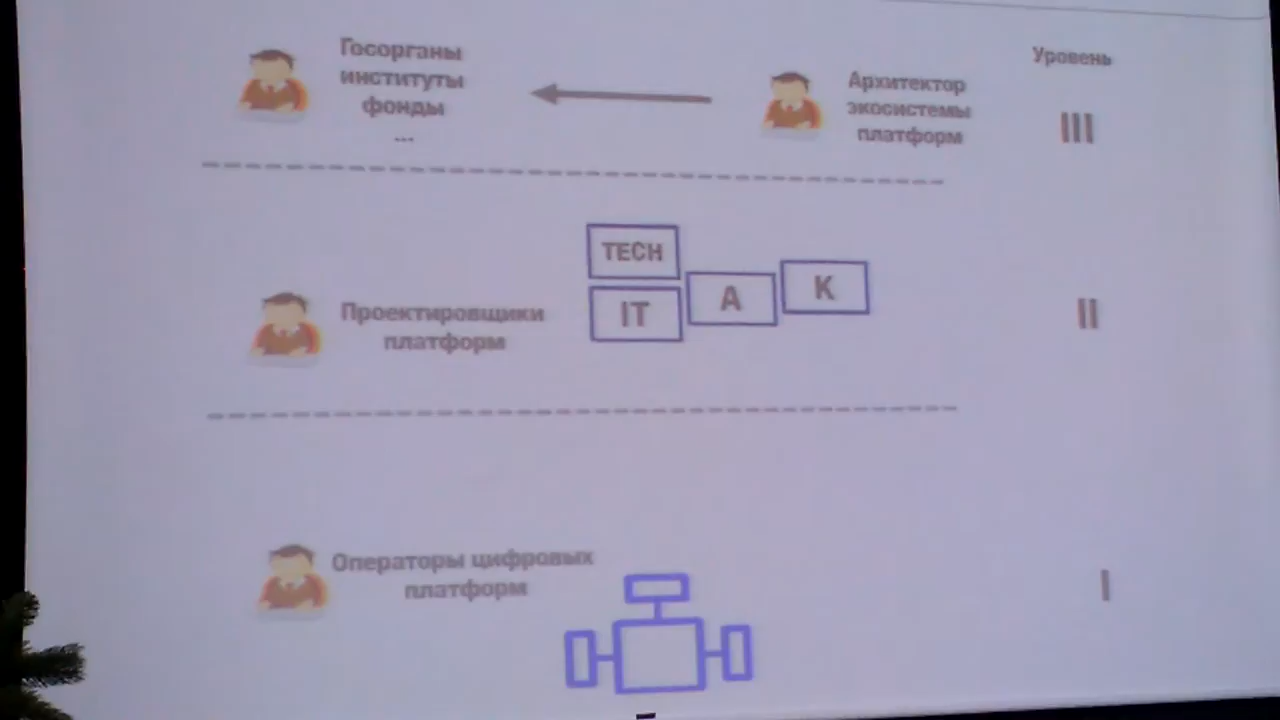 Госорганы
институты
фонды
...
Архитектор
экосистемы
платформ
Уровень
III
TECH
IT
A
K
Проектировщики
платформ
II
Операторы цифровых
платформ
I